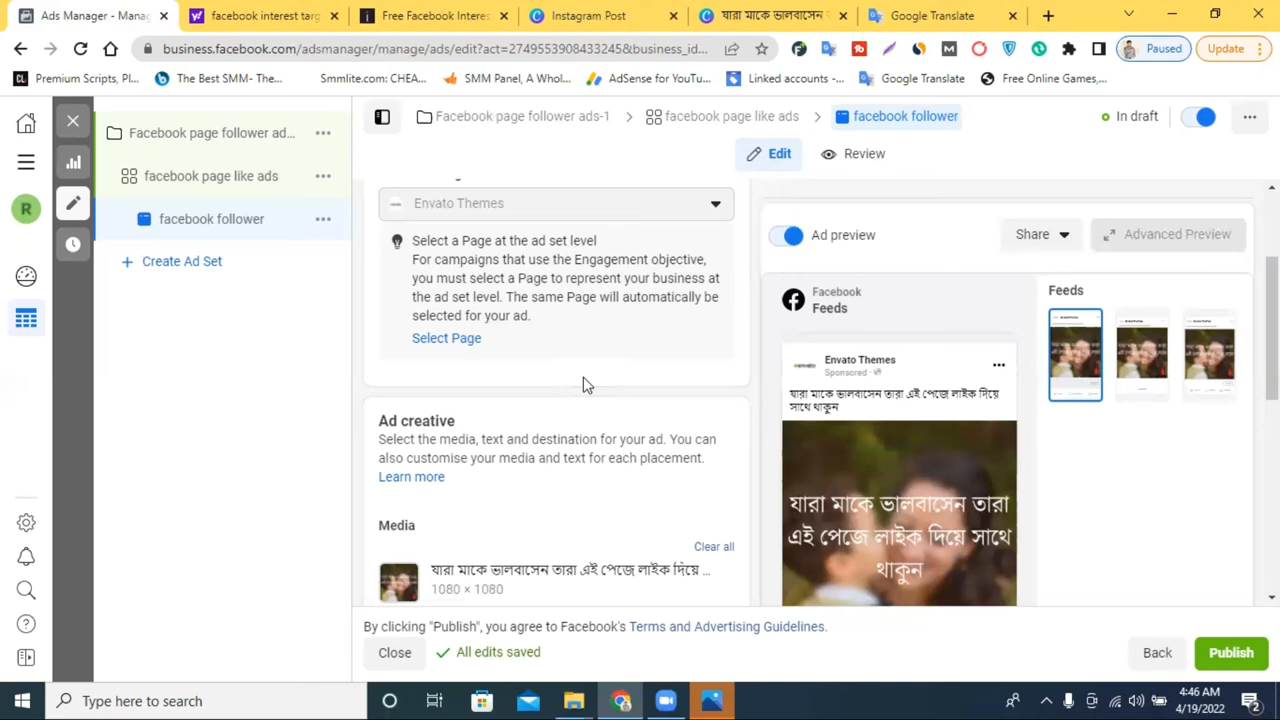 Ads Manager - Manag
facebook interest targ
Free Facebook Interes
Instagram Post
যারা মাকে ভালবাসেন ত
Google Translate
business.facebook.com/adsmanager/manage/ads/edit?act=2749553908433245&business_id...
Paused
Update
Premium Scripts, Pl...
The Best SMM- The...
Smmlite.com: CHEA...
SMM Panel, A Whol...
AdSense for YouTu...
Linked accounts -...
Google Translate
Free Online Games,...
Facebook page follower ad...
facebook page like ads
facebook follower
Create Ad Set
R
Facebook page follower ads-1
facebook page like ads
facebook follower
In draft
Edit
Review
Envato Themes
Select a Page at the ad set level
For campaigns that use the Engagement objective,
you must select a Page to represent your business at
the ad set level. The same Page will automatically be
selected for your ad.
Select Page
Ad creative
Select the media, text and destination for your ad. You can
also customise your media and text for each placement.
Learn more
Media
Clear all
যারা মাকে ভালবাসেন তারা এই পেজে লাইক দিয়ে ...
1080 × 1080
Ad preview
Share
Advanced Preview
Facebook
Feeds
Feeds
Envato Themes
Sponsored
যারা মাকে ভালবাসেন তারা এই পেজে লাইক দিয়ে
সাথে থাকুন
যারা মাকে ভালবাসেন তারা
এই পেজে লাইক দিয়ে সাথে
থাকুন
By clicking "Publish", you agree to Facebook's Terms and Advertising Guidelines.
Close
All edits saved
Back
Publish
Type here to search
4:46 AM
4/19/2022
2